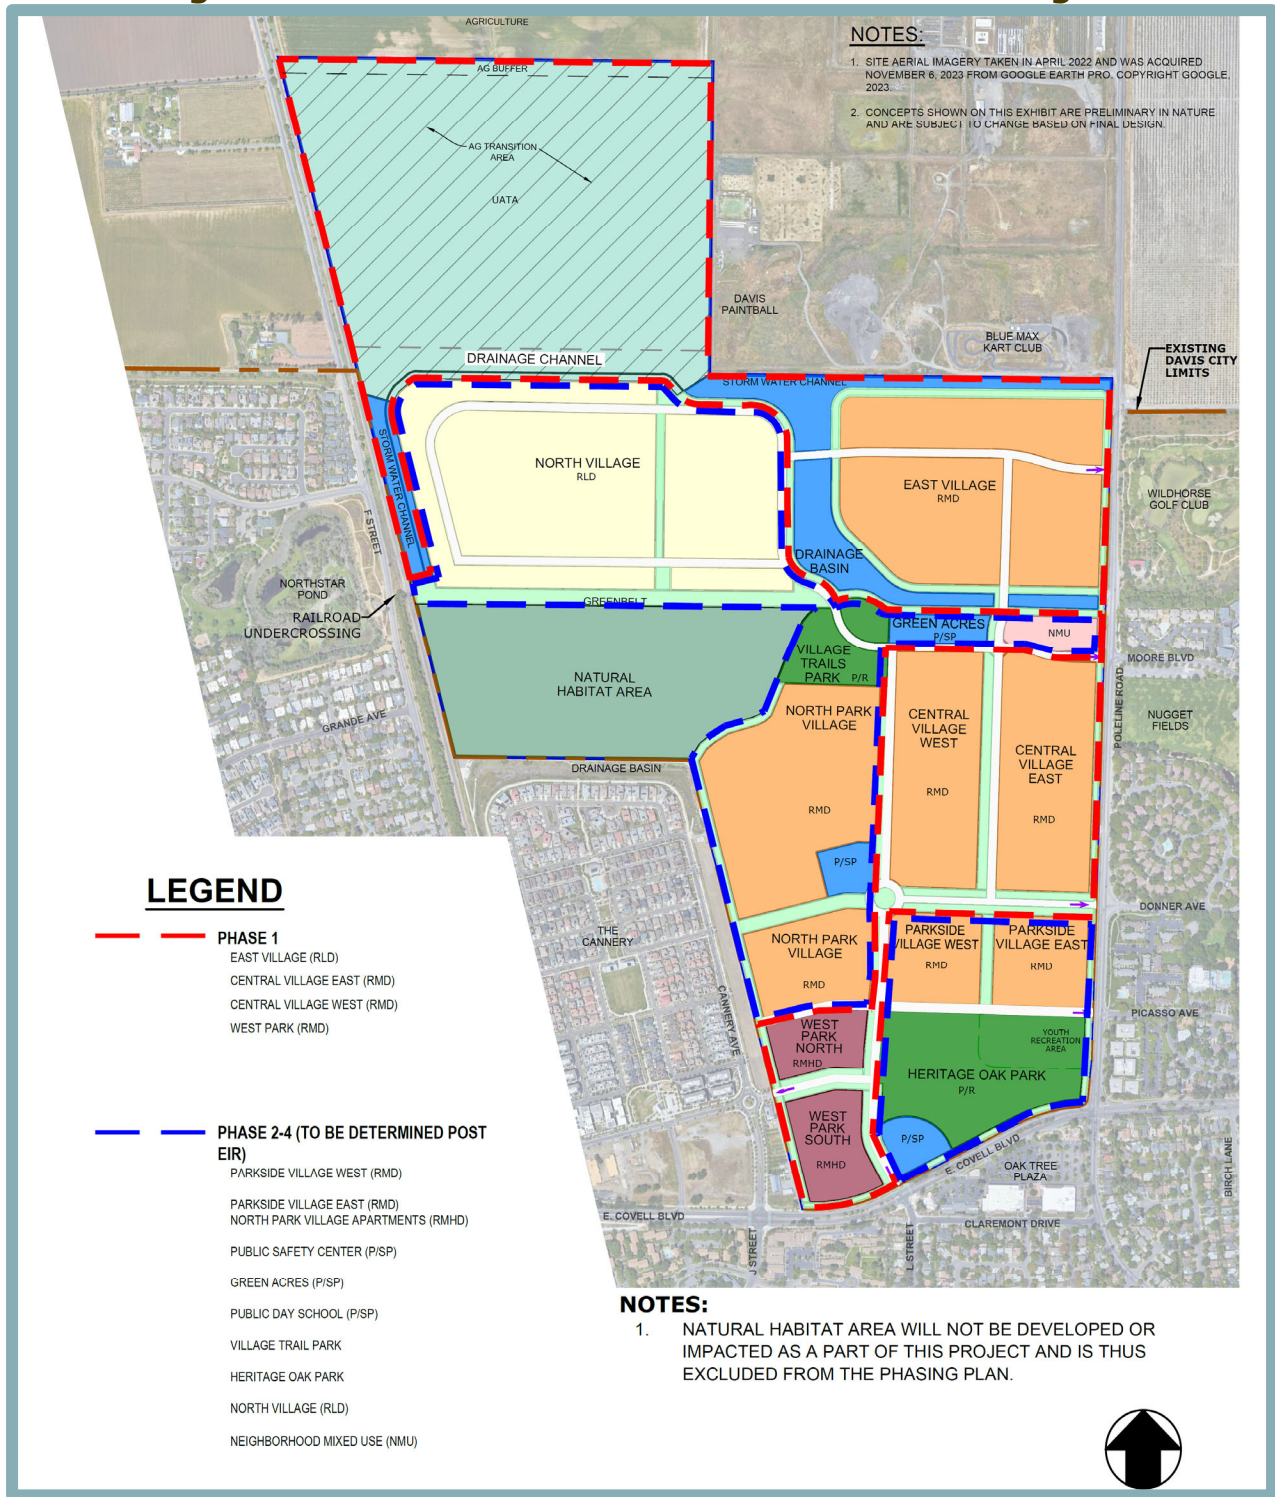 AGRICULTURE
NOTES:
1. SITE AERIAL IMAGERY TAKEN IN APRIL 2022 AND WAS ACQUIRED
NOVEMBER 6, 2023 FROM GOOGLE EARTH PRO. COPYRIGHT GOOGLE,
2023.
2. CONCEPTS SHOWN ON THIS EXHIBIT ARE PRELIMINARY IN NATURE
AND ARE SUBJECT TO CHANGE BASED ON FINAL DESIGN.
AG BUFFER
AG TRANSITION
AREA
UATA
DAVIS
PAINTBALL
BLUE MAX
KART CLUB
EXISTING
DAVIS CITY
LIMITS
DRAINAGE CHANNEL
STORM WATER CHANNEL
STORM WATER CHANNEL
NORTH VILLAGE
RLD
EAST VILLAGE
RMD
WILDHORSE
GOLF CLUB
F STREET
DRAINAGE
BASIN
NORTHSTAR
POND
RAILROAD
UNDERCROSSING
GREENBELT
GREEN ACRES
P/SP
NMU
MOORE BLVD
VILLAGE
TRAILS
PARK P/R
NATURAL
HABITAT AREA
NORTH PARK
VILLAGE
RMD
CENTRAL
VILLAGE
WEST
RMD
CENTRAL
VILLAGE
EAST
RMD
POLELINE ROAD
NUGGET
FIELDS
GRANDE AVE
DRAINAGE BASIN
P/SP
DONNER AVE
THE
CANNERY
NORTH PARK
VILLAGE
RMD
PARKSIDE
VILLAGE WEST
RMD
PARKSIDE
VILLAGE EAST
RMD
CANNERY AVE
PICASSO AVE
WEST
PARK
NORTH
RMHD
YOUTH
RECREATION
AREA
HERITAGE OAK PARK
P/R
WEST
PARK
SOUTH
RMHD
P/SP
E. COVELL BLVD
OAK TREE
PLAZA
BIRCH LANE
E. COVELL BLVD
J STREET
L STREET
CLAREMONT DRIVE
LEGEND
PHASE 1
EAST VILLAGE (RLD)
CENTRAL VILLAGE EAST (RMD)
CENTRAL VILLAGE WEST (RMD)
WEST PARK (RMD)
PHASE 2-4 (TO BE DETERMINED POST
EIR)
PARKSIDE VILLAGE WEST (RMD)
PARKSIDE VILLAGE EAST (RMD)
NORTH PARK VILLAGE APARTMENTS (RMHD)
PUBLIC SAFETY CENTER (P/SP)
GREEN ACRES (P/SP)
PUBLIC DAY SCHOOL (P/SP)
VILLAGE TRAIL PARK
HERITAGE OAK PARK
NORTH VILLAGE (RLD)
NEIGHBORHOOD MIXED USE (NMU)
NOTES:
1. NATURAL HABITAT AREA WILL NOT BE DEVELOPED OR
IMPACTED AS A PART OF THIS PROJECT AND IS THUS
EXCLUDED FROM THE PHASING PLAN.